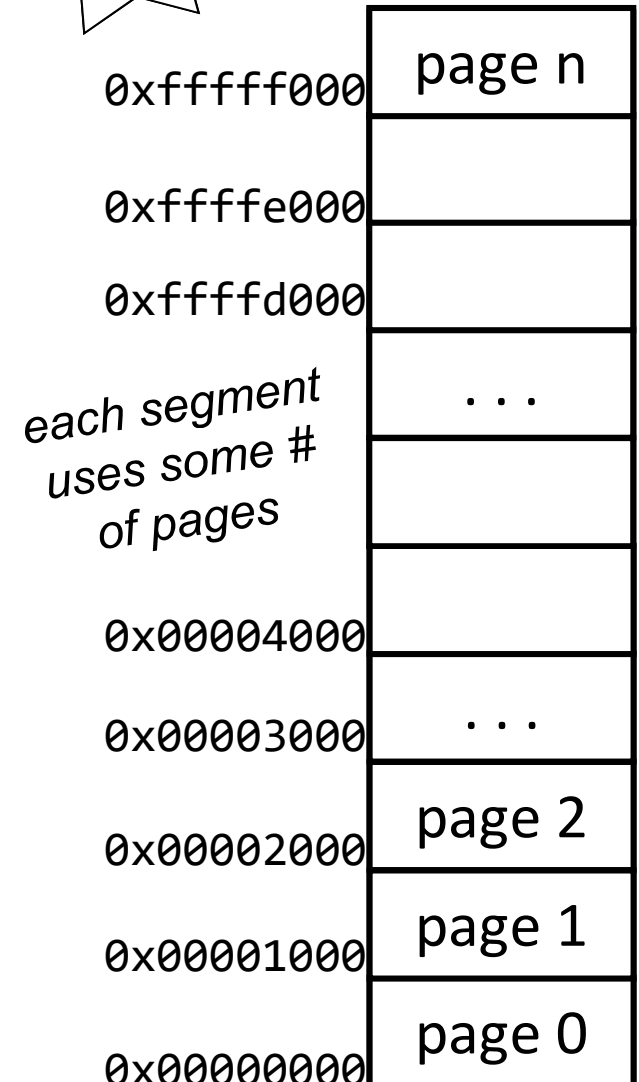 page n
0xfffff000
0xffffe000
0xffffd000
. . .
each segment
uses some #
of pages
0x00004000
. . .
0x00003000
page 2
0x00002000
page 1
0x00001000
page 0
0x00000000